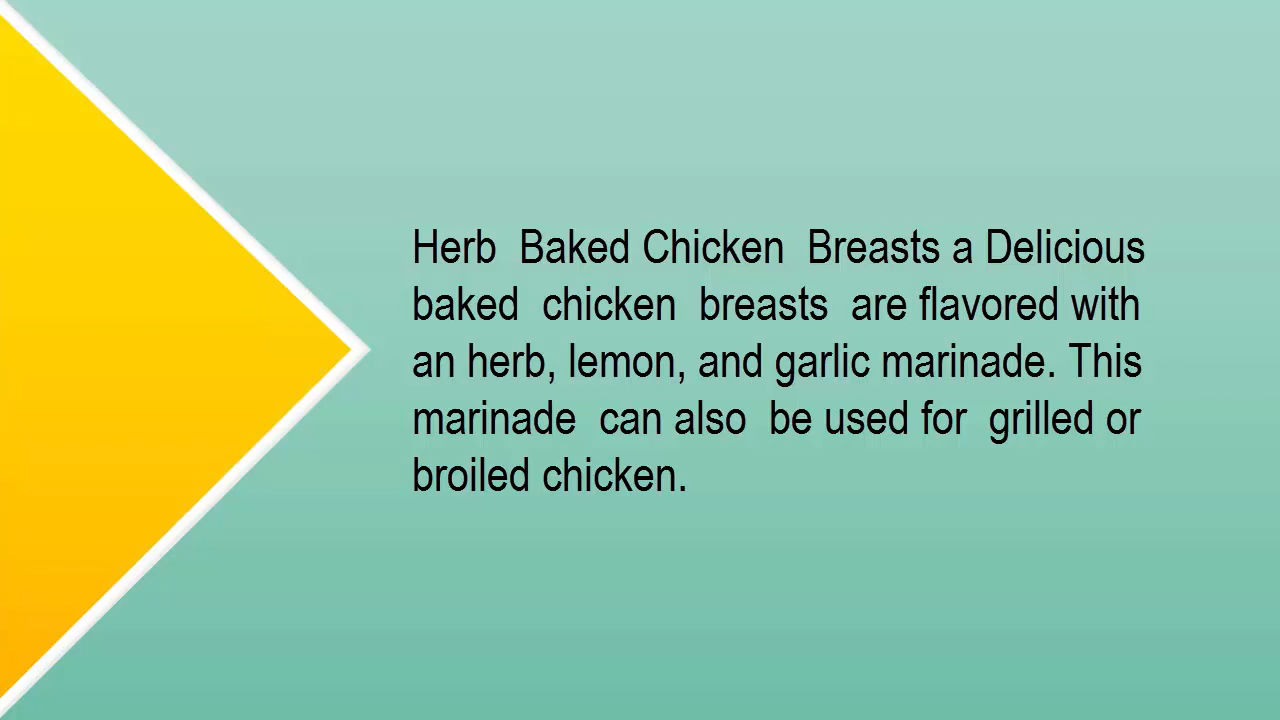 Herb Baked Chicken Breasts a Delicious
baked chicken breasts are flavored with
an herb, lemon, and garlic marinade. This
marinade can also be used for grilled or
broiled chicken.